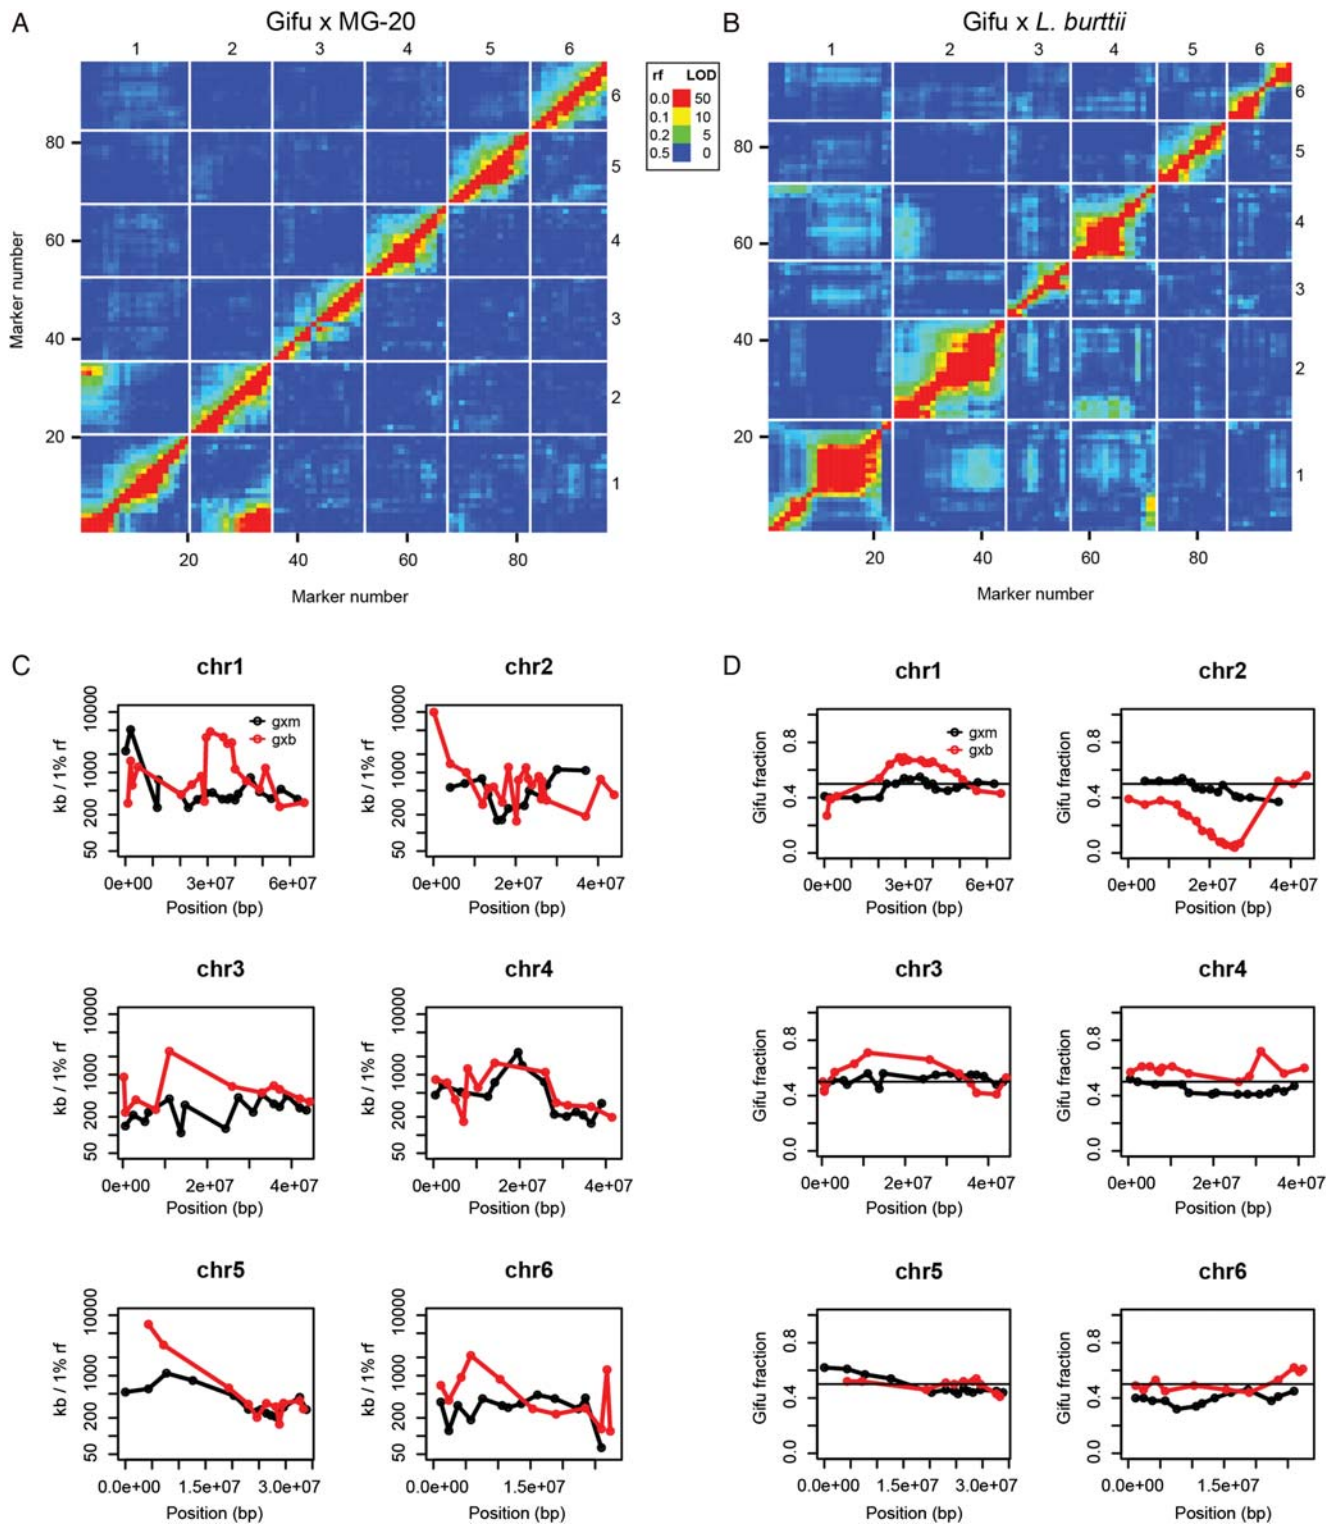 A
Gifu x MG-20
1 2 3 4 5 6
80
60
40
20
Marker number
6
5
4
3
2
1
20 40 60 80
Marker number
rf LOD
0.0 50
0.1 10
0.2 5
0.5 0
B
Gifu x L. burttii
1 2 3 4 5 6
80
60
40
20
Marker number
6
5
4
3
2
1
20 40 60 80
Marker number
C
chr1
kb / 1% rf
10000
1000
200
50
gxm
gxb
0e+00 3e+07 6e+07
Position (bp)
chr2
kb / 1% rf
10000
1000
200
50
0e+00 2e+07 4e+07
Position (bp)
chr3
kb / 1% rf
10000
1000
200
50
0e+00 2e+07 4e+07
Position (bp)
chr4
kb / 1% rf
10000
1000
200
50
0e+00 2e+07 4e+07
Position (bp)
chr5
kb / 1% rf
10000
1000
200
50
0.0e+00 1.5e+07 3.0e+07
Position (bp)
chr6
kb / 1% rf
10000
1000
200
50
0.0e+00 1.5e+07
Position (bp)
D
chr1
Gifu fraction
0.8
0.4
0.0
gxm
gxb
0e+00 3e+07 6e+07
Position (bp)
chr2
Gifu fraction
0.8
0.4
0.0
0e+00 2e+07 4e+07
Position (bp)
chr3
Gifu fraction
0.8
0.4
0.0
0e+00 2e+07 4e+07
Position (bp)
chr4
Gifu fraction
0.8
0.4
0.0
0e+00 2e+07 4e+07
Position (bp)
chr5
Gifu fraction
0.8
0.4
0.0
0.0e+00 1.5e+07 3.0e+07
Position (bp)
chr6
Gifu fraction
0.8
0.4
0.0
0.0e+00 1.5e+07
Position (bp)